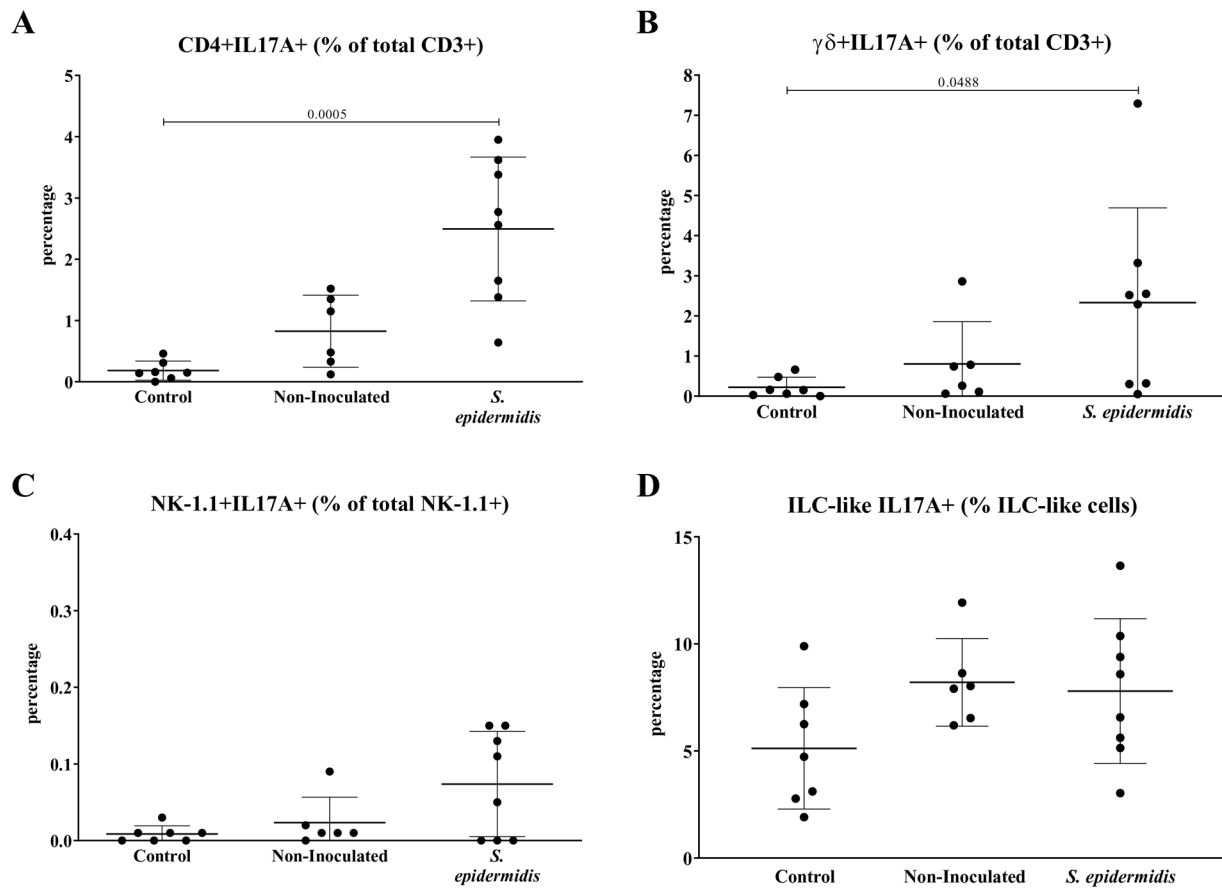 A
CD4+IL17A+ (% of total CD3+)
percentage
5
4
3
2
1
0
0.0005
Control
Non-Inoculated
S.
epidermidis
B
γδ+IL17A+ (% of total CD3+)
percentage
8
7
6
5
4
3
2
1
0
0.0488
Control
Non-Inoculated
S. epidermidis
C
NK-1.1+IL17A+ (% of total NK-1.1+)
percentage
0.4
0.3
0.2
0.1
0.0
Control
Non-Inoculated
S.
epidermidis
D
ILC-like IL17A+ (% ILC-like cells)
percentage
15
10
5
0
Control
Non-Inoculated
S. epidermidis